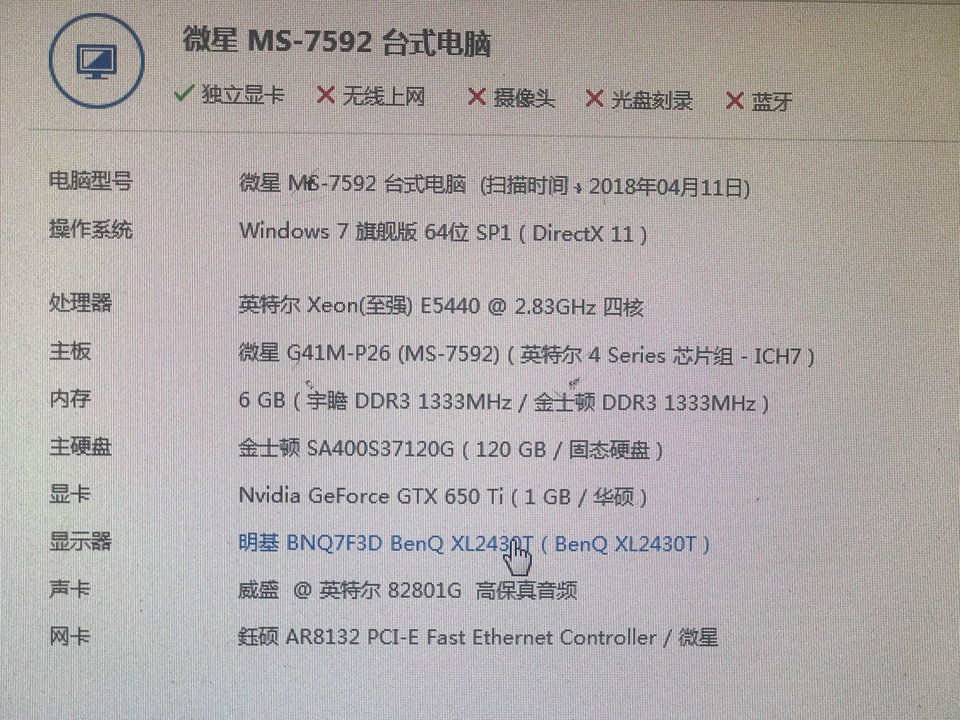 微星 MS-7592 台式电脑
独立显卡 无线上网 摄像头 光盘刻录 蓝牙
电脑型号 微星 MS-7592 台式电脑 (扫描时间：2018年04月11日)
操作系统 Windows 7 旗舰版 64位 SP1 ( DirectX 11 )
处理器 英特尔 Xeon(至强) E5440 @ 2.83GHz 四核
主板 微星 G41M-P26 (MS-7592) ( 英特尔 4 Series 芯片组 - ICH7 )
内存 6 GB ( 宇瞻 DDR3 1333MHz / 金士顿 DDR3 1333MHz )
主硬盘 金士顿 SA400S37120G ( 120 GB / 固态硬盘 )
显卡 Nvidia GeForce GTX 650 Ti ( 1 GB / 华硕 )
显示器 明基 BNQ7F3D BenQ XL2430T ( BenQ XL2430T )
声卡 威盛 @ 英特尔 82801G 高保真音频
网卡 鈺硕 AR8132 PCI-E Fast Ethernet Controller / 微星